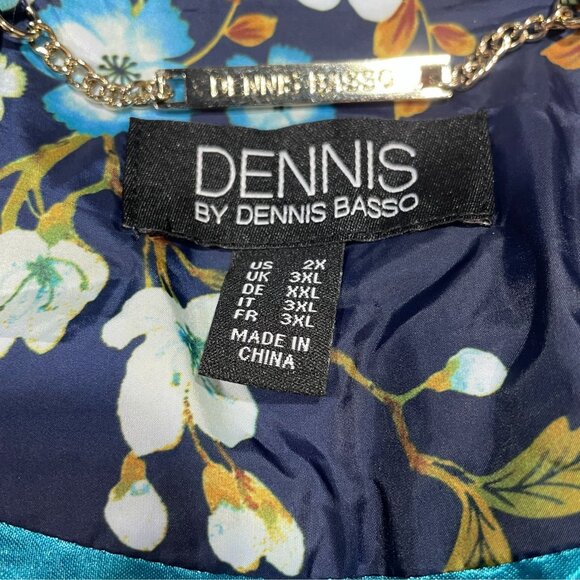 DENNIS BASSO
DENNIS
BY DENNIS BASSO
US 2X
UK 3XL
DE XXL
IT 3XL
FR 3XL
MADE IN
CHINA